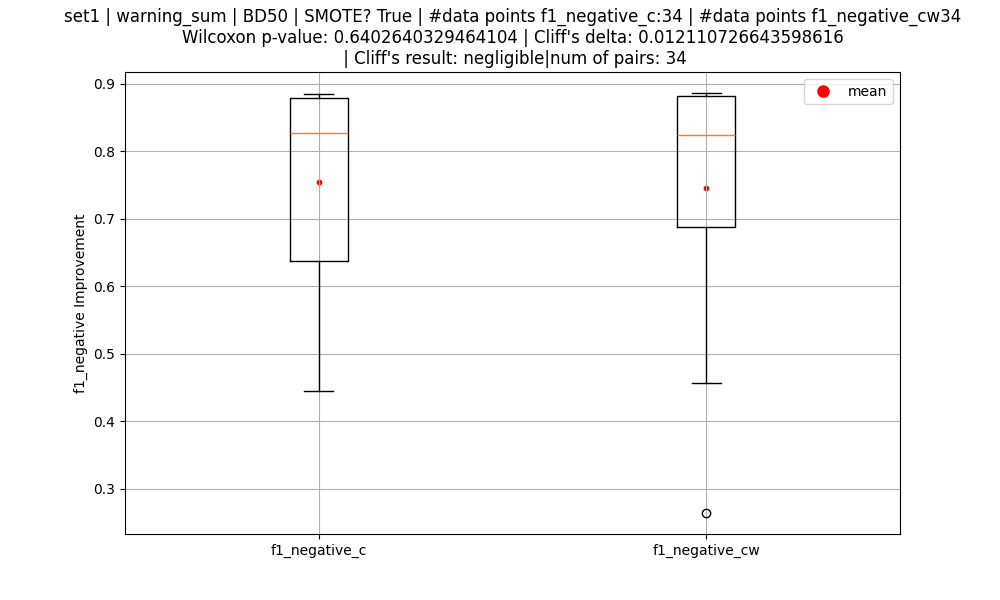 set1 | warning_sum | BD50 | SMOTE? True | #data points f1_negative_c:34 | #data points f1_negative_cw34
Wilcoxon p-value: 0.6402640329464104 | Cliff's delta: 0.012110726643598616
| Cliff's result: negligible|num of pairs: 34
mean
f1_negative Improvement
0.9
0.8
0.7
0.6
0.5
0.4
0.3
f1_negative_c
f1_negative_cw